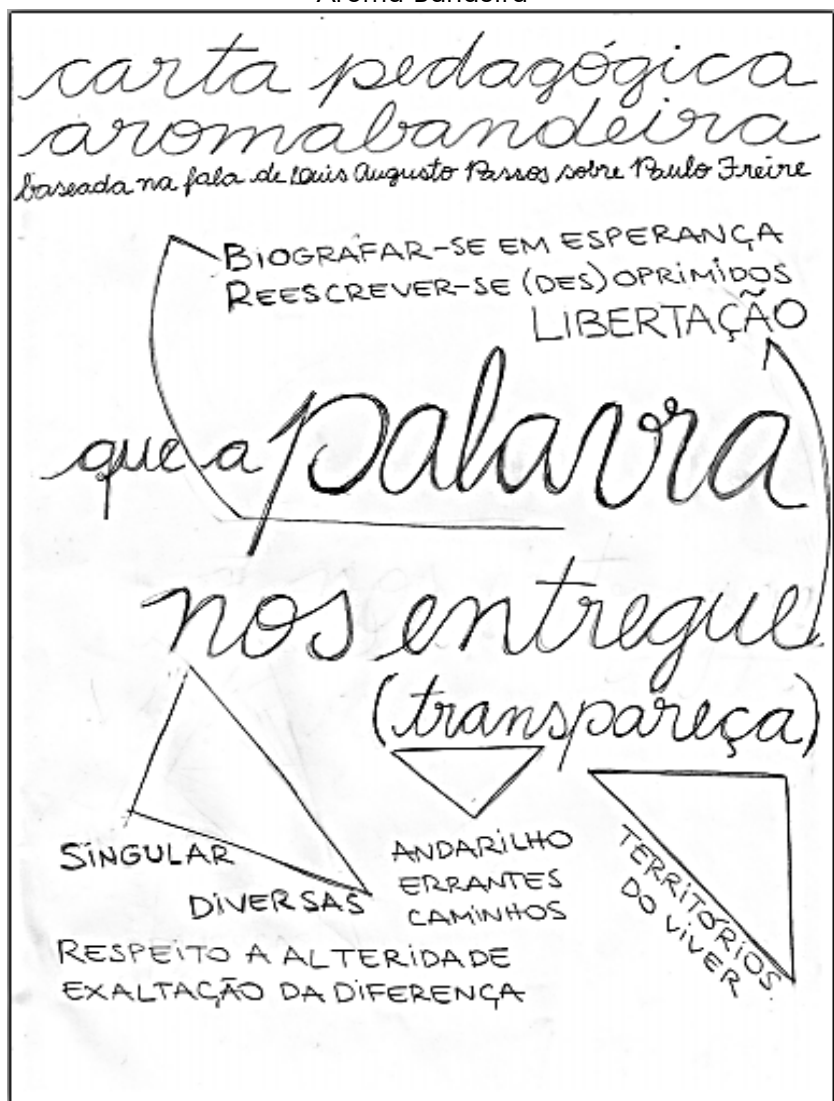 Aroma Bandeira
carta pedagógica
aromabandeira
baseada na fala de Luis Augusto Passos sobre Paulo Freire
BIOGRAFAR-SE EM ESPERANÇA
REESCREVER-SE (DES)OPRIMIDOS
LIBERTAÇÃO
que a palavra
nos entregue
(transpareça)
SINGULAR
DIVERSAS
RESPEITO A ALTERIDADE
EXALTAÇÃO DA DIFERENÇA
ANDARILHO
ERRANTES
CAMINHOS
TERRITÓRIOS
DO VIVER